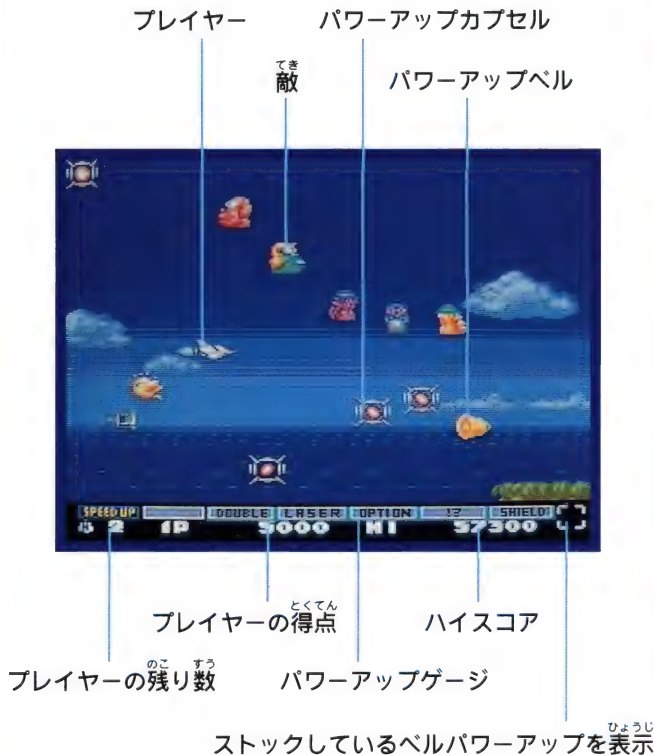 プレイヤー
パワーアップカプセル
敵
てき
パワーアップベル
SPEED UP DOUBLE LASER OPTION !? SHIELD
2 1P 5000 HI 57300
プレイヤーの得点
とくてん
ハイスコア
プレイヤーの残り数
のこ すう
パワーアップゲージ
ストックしているベルパワーアップを表示
ひょうじ